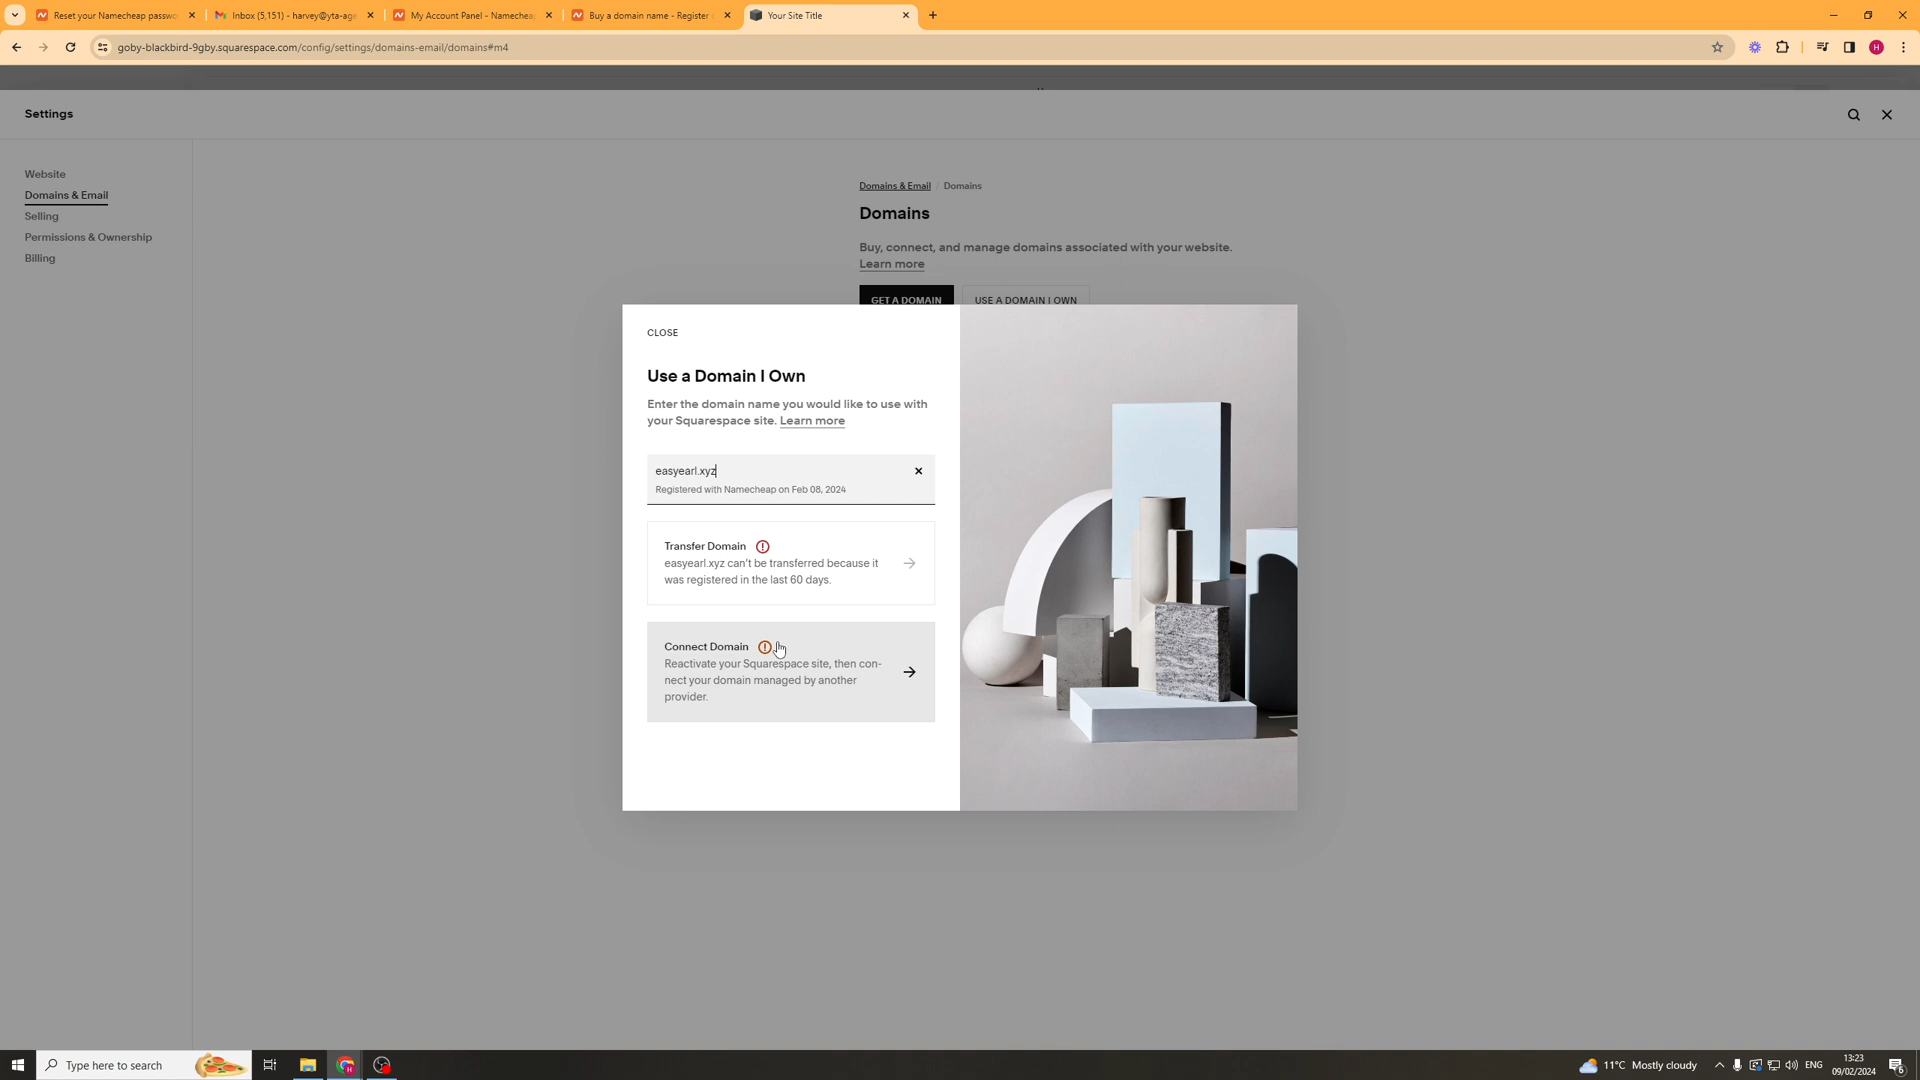 Reset your Namecheap passwo
Inbox (5,151) - harvey@yta-age
My Account Panel - Namecheap
Buy a domain name - Register
Your Site Title
goby-blackbird-9gby.squarespace.com/config/settings/domains-email/domains#m4
H
Settings
Website
Domains & Email
Selling
Permissions & Ownership
Billing
Domains & Email / Domains
Domains
Buy, connect, and manage domains associated with your website.
Learn more
GET A DOMAIN
USE A DOMAIN I OWN
CLOSE
Use a Domain I Own
Enter the domain name you would like to use with
your Squarespace site. Learn more
easyearl.xyz
Registered with Namecheap on Feb 08, 2024
Transfer Domain
easyearl.xyz can't be transferred because it
was registered in the last 60 days.
Connect Domain
Reactivate your Squarespace site, then con-
nect your domain managed by another
provider.
Type here to search
11°C Mostly cloudy
ENG
13:23
09/02/2024
6